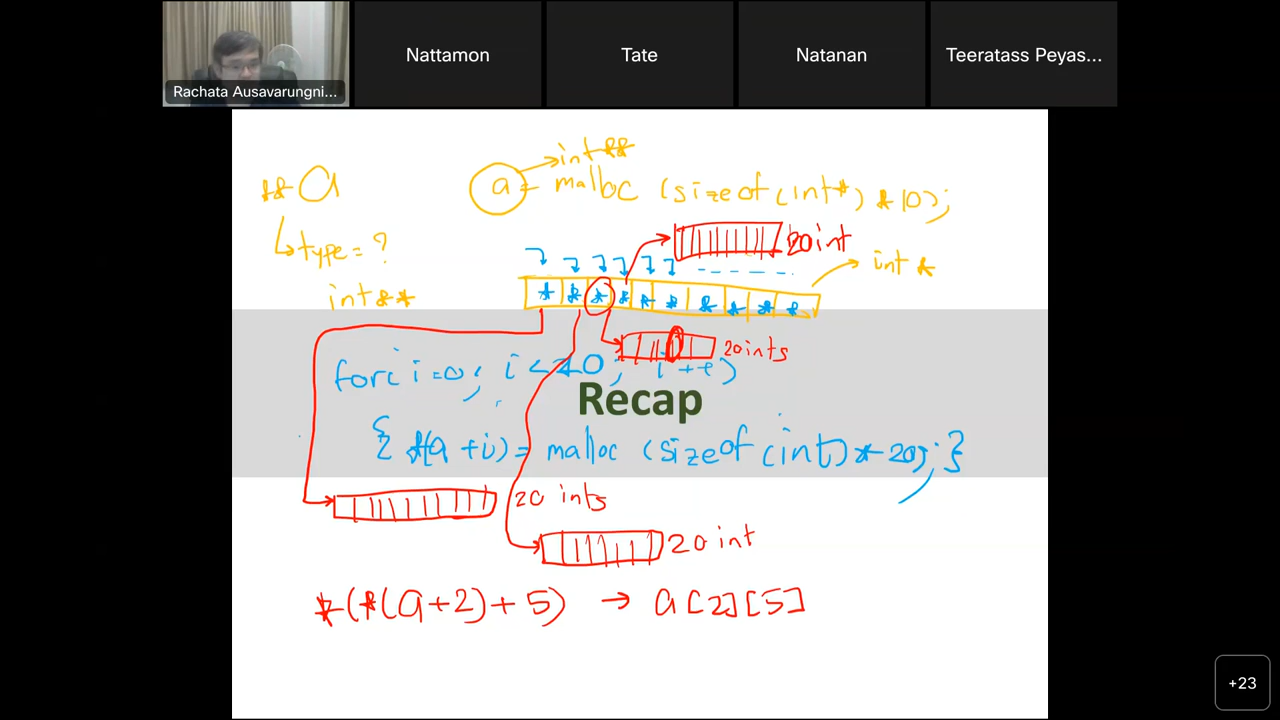 Rachata Ausavarungni...
Nattamon
Tate
Natanan
Teeratass Peyas...
**a
type = ?
int**
int**
a = malloc (sizeof(int*) *10);
20 int
int *
* * * * * * * * * *
20 ints
for( i=0; i<10; i++)
Recap
{ *(a+i) = malloc (sizeof(int) * 20); }
20 ints
20 int
*(*(a+2)+5) → a[2][5]
+23